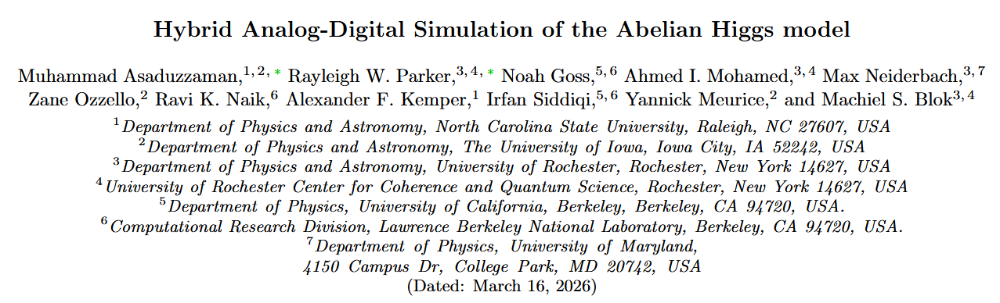 Hybrid Analog-Digital Simulation of the Abelian Higgs model
Muhammad Asaduzzaman,1, 2, * Rayleigh W. Parker,3, 4, * Noah Goss,5, 6 Ahmed I. Mohamed,3, 4 Max Neiderbach,3, 7
Zane Ozzello,2 Ravi K. Naik,6 Alexander F. Kemper,1 Irfan Siddiqi,5, 6 Yannick Meurice,2 and Machiel S. Blok3, 4
1Department of Physics and Astronomy, North Carolina State University, Raleigh, NC 27607, USA
2Department of Physics and Astronomy, The University of Iowa, Iowa City, IA 52242, USA
3Department of Physics and Astronomy, University of Rochester, Rochester, New York 14627, USA
4University of Rochester Center for Coherence and Quantum Science, Rochester, New York 14627, USA
5Department of Physics, University of California, Berkeley, Berkeley, CA 94720, USA.
6Computational Research Division, Lawrence Berkeley National Laboratory, Berkeley, CA 94720, USA.
7Department of Physics, University of Maryland,
4150 Campus Dr, College Park, MD 20742, USA
(Dated: March 16, 2026)